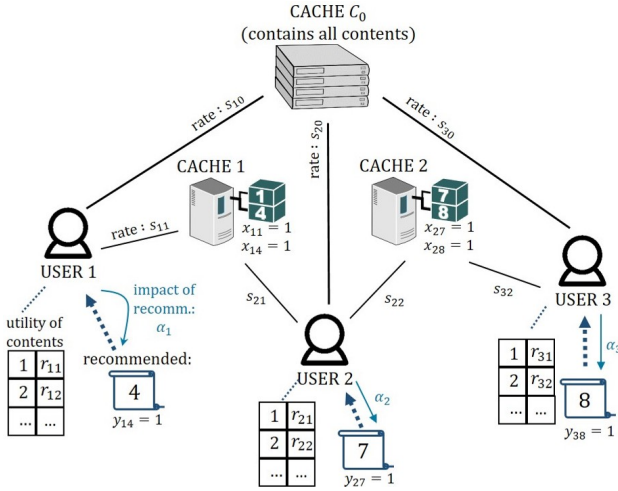 CACHE C₀
(contains all contents)
rate: s₁₀
rate: s₂₀
rate: s₃₀
CACHE 1
1
4
x₁₁ = 1
x₁₄ = 1
CACHE 2
7
8
x₂₇ = 1
x₂₈ = 1
rate: s₁₁
s₂₁
s₂₂
s₃₂
USER 1
impact of
recomm.:
α₁
utility of
contents
1 r₁₁
2 r₁₂
... ...
recommended:
4
y₁₄ = 1
USER 2
α₂
1 r₂₁
2 r₂₂
... ...
7
y₂₇ = 1
USER 3
α₃
1 r₃₁
2 r₃₂
... ...
8
y₃₈ = 1